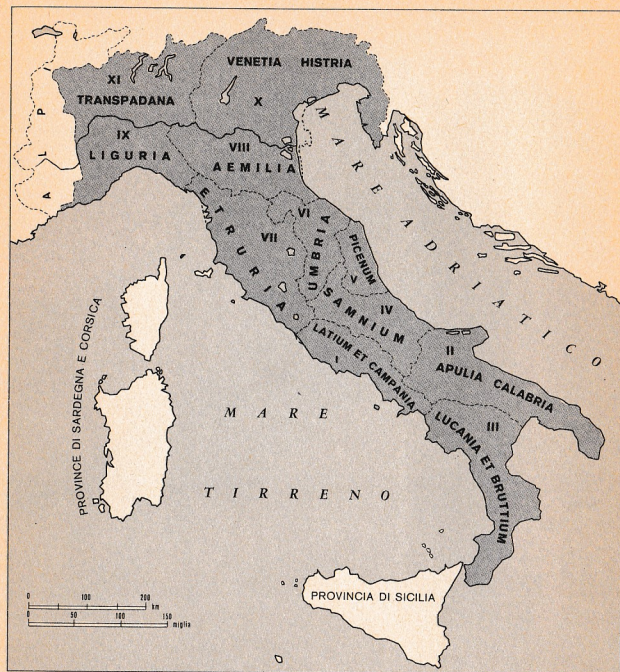 VENETIA HISTRIA
X
XI
TRANSPADANA
ALPI
IX
LIGURIA
VIII
AEMILIA
MARE ADRIATICO
ETRURIA
VII
VI
UMBRIA
PICENUM
V
SAMNIUM
IV
LATIUM ET CAMPANIA
I
II
APULIA CALABRIA
III
LUCANIA ET BRUTTIUM
PROVINCE DI SARDEGNA E CORSICA
MARE
TIRRENO
PROVINCIA DI SICILIA
0 100 200
km
0 50 100 150
miglia